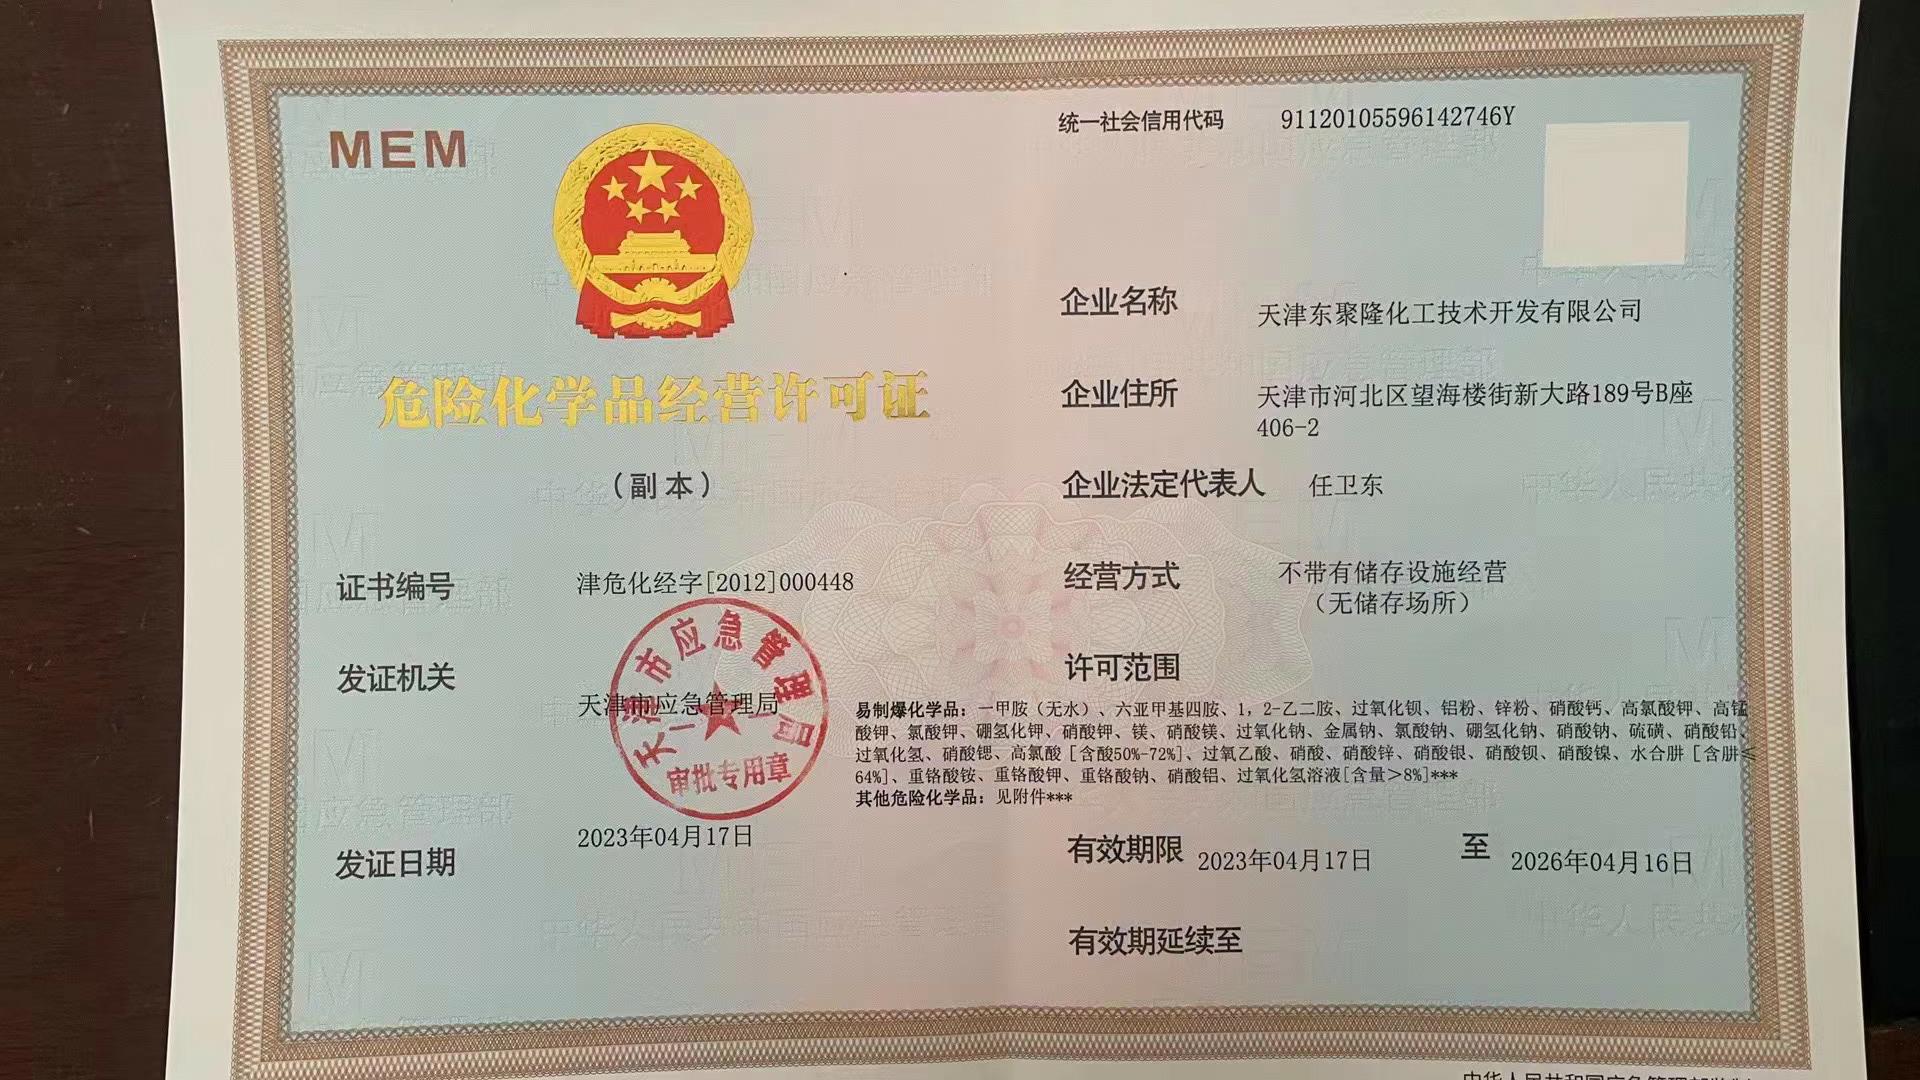 MEM
危险化学品经营许可证
（副本）
证书编号 津危化经字[2012]000448
发证机关 天津市应急管理局
天津市应急管理局
审批专用章
发证日期 2023年04月17日
统一社会信用代码 91120105596142746Y
企业名称 天津东聚隆化工技术开发有限公司
企业住所 天津市河北区望海楼街新大路189号B座
406-2
企业法定代表人 任卫东
经营方式 不带有储存设施经营
（无储存场所）
许可范围
易制爆化学品：一甲胺（无水）、六亚甲基四胺、1，2-乙二胺、过氧化钡、铝粉、锌粉、硝酸钙、高氯酸钾、高锰
酸钾、氯酸钾、硼氢化钾、硝酸钾、镁、硝酸镁、过氧化钠、金属钠、氯酸钠、硼氢化钠、硝酸钠、硫磺、硝酸铅、
过氧化氢、硝酸锶、高氯酸［含酸50%-72%］、过氧乙酸、硝酸、硝酸锌、硝酸银、硝酸钡、硝酸镍、水合肼［含肼≤
64%］、重铬酸铵、重铬酸钾、重铬酸钠、硝酸铝、过氧化氢溶液[含量＞8%]***
其他危险化学品：见附件***
有效期限 2023年04月17日 至 2026年04月16日
有效期延续至